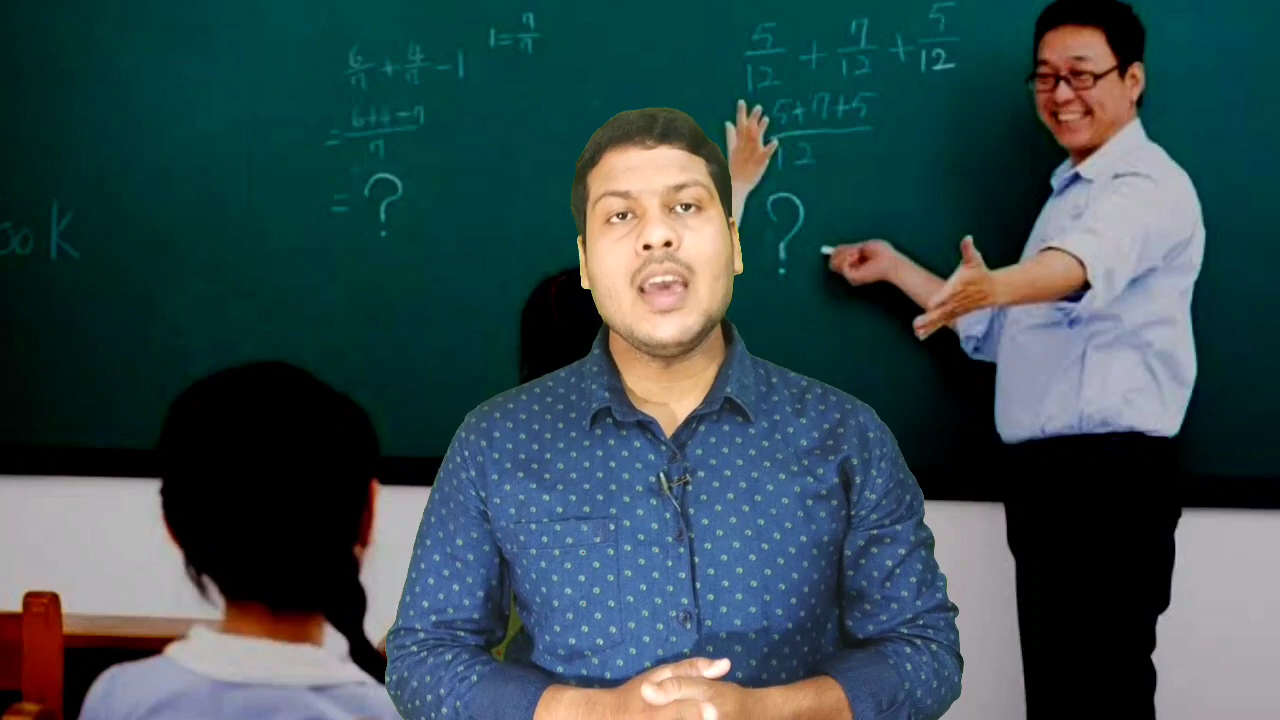 6/7 + 4/7 - 1
1 = 7/7
= 6+4-7/7
= ?
5/12 + 7/12 + 5/12
5+7+5/12
?
ooK